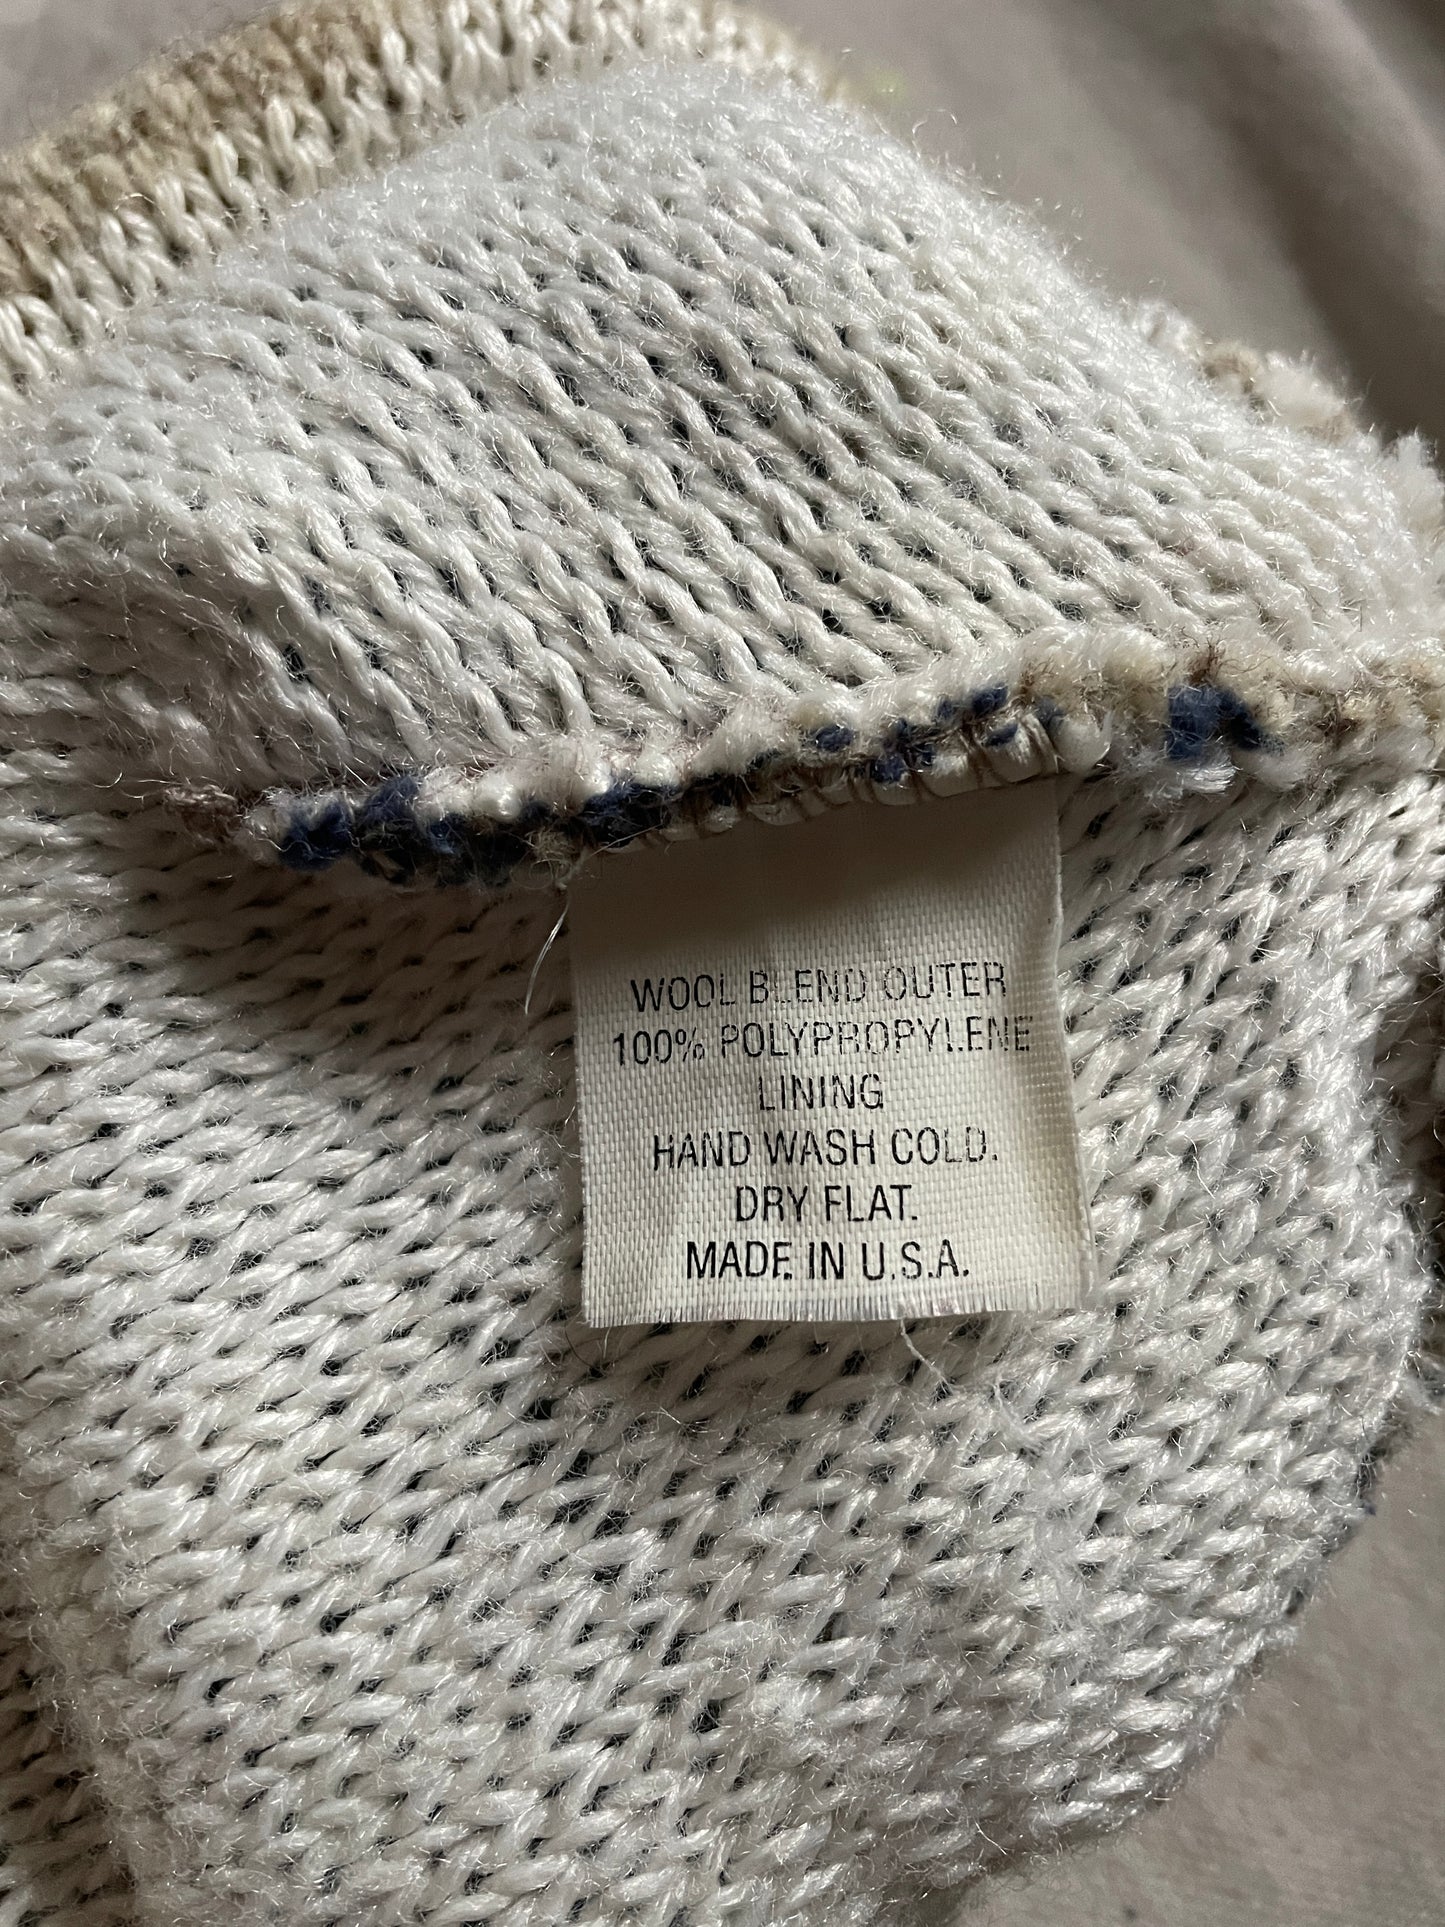 WOOL BLEND OUTER
100% POLYPROPYLENE
LINING
HAND WASH COLD.
DRY FLAT.
MADE IN U.S.A.